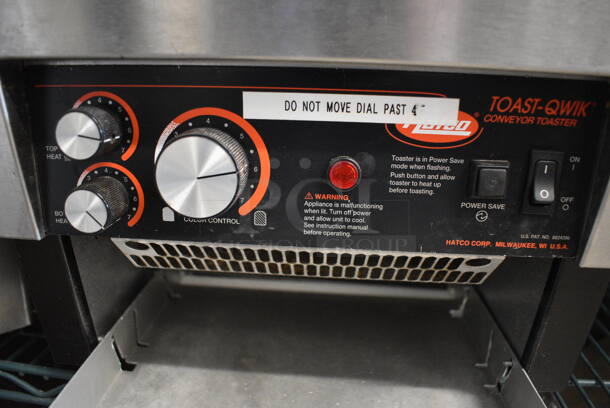 DO NOT MOVE DIAL PAST 4
TOAST-QWIK
CONVEYOR TOASTER
HATCO
TOP
HEAT
Toaster is in Power Save
mode when flashing.
Push button and allow
toaster to heat up
before toasting.
ON
I
O
OFF
POWER SAVE
WARNING
Appliance is malfunctioning
when lit. Turn off power
and allow unit to cool.
See instruction manual
before operating.
HEAT
COLOR CONTROL
U.S. PAT. NO.
HATCO CORP. MILWAUKEE, WI U.S.A.